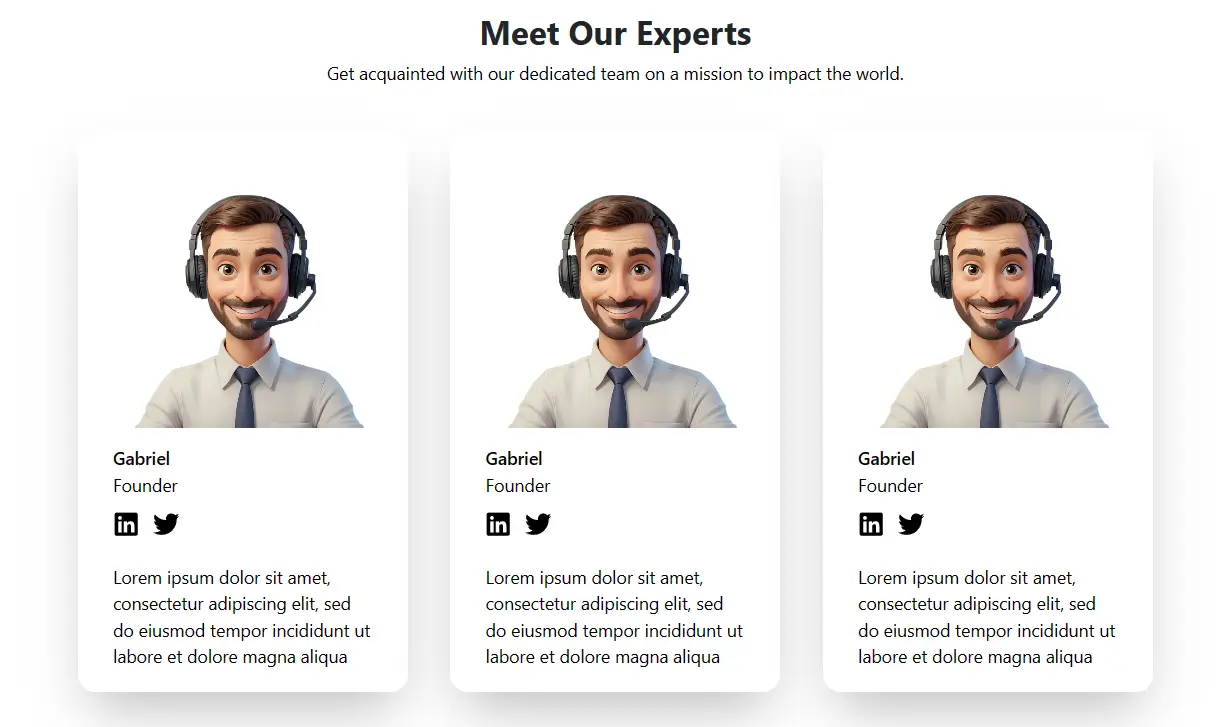 Meet Our Experts
Get acquainted with our dedicated team on a mission to impact the world.
Gabriel
Founder
in
Lorem ipsum dolor sit amet,
consectetur adipiscing elit, sed
do eiusmod tempor incididunt ut
labore et dolore magna aliqua
Gabriel
Founder
in
Lorem ipsum dolor sit amet,
consectetur adipiscing elit, sed
do eiusmod tempor incididunt ut
labore et dolore magna aliqua
Gabriel
Founder
in
Lorem ipsum dolor sit amet,
consectetur adipiscing elit, sed
do eiusmod tempor incididunt ut
labore et dolore magna aliqua